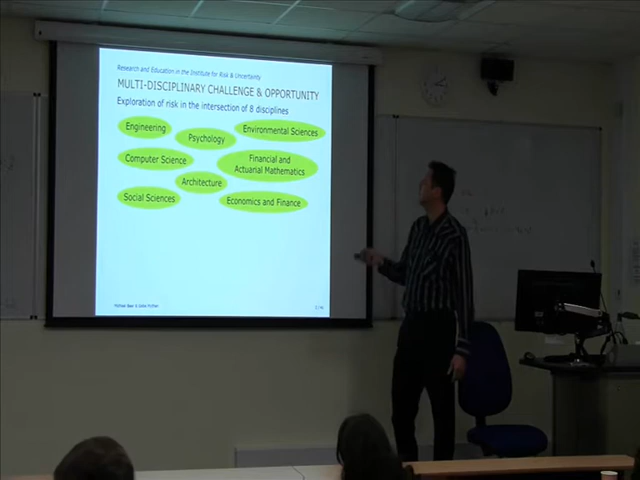 Research and Education in the Institute for Risk & Uncertainty
MULTI-DISCIPLINARY CHALLENGE & OPPORTUNITY
Exploration of risk in the intersection of 8 disciplines
Engineering
Psychology
Environmental Sciences
Computer Science
Financial and
Actuarial Mathematics
Architecture
Social Sciences
Economics and Finance